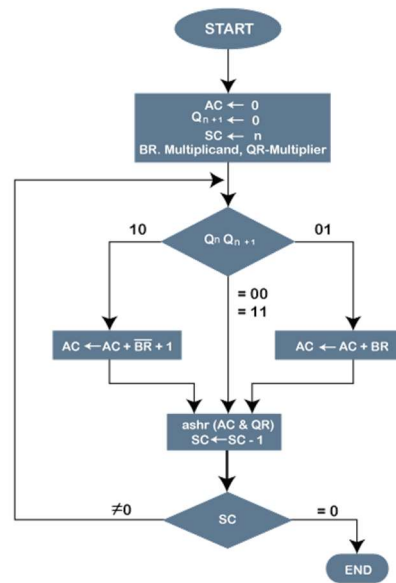 START
AC ← 0
Qn+1 ← 0
SC ← n
BR. Multiplicand, QR-Multiplier
10
Qn Qn+1
01
= 00
= 11
AC ← AC + B̅R̅ + 1
AC ← AC + BR
ashr (AC & QR)
SC ← SC - 1
≠0
SC
= 0
END